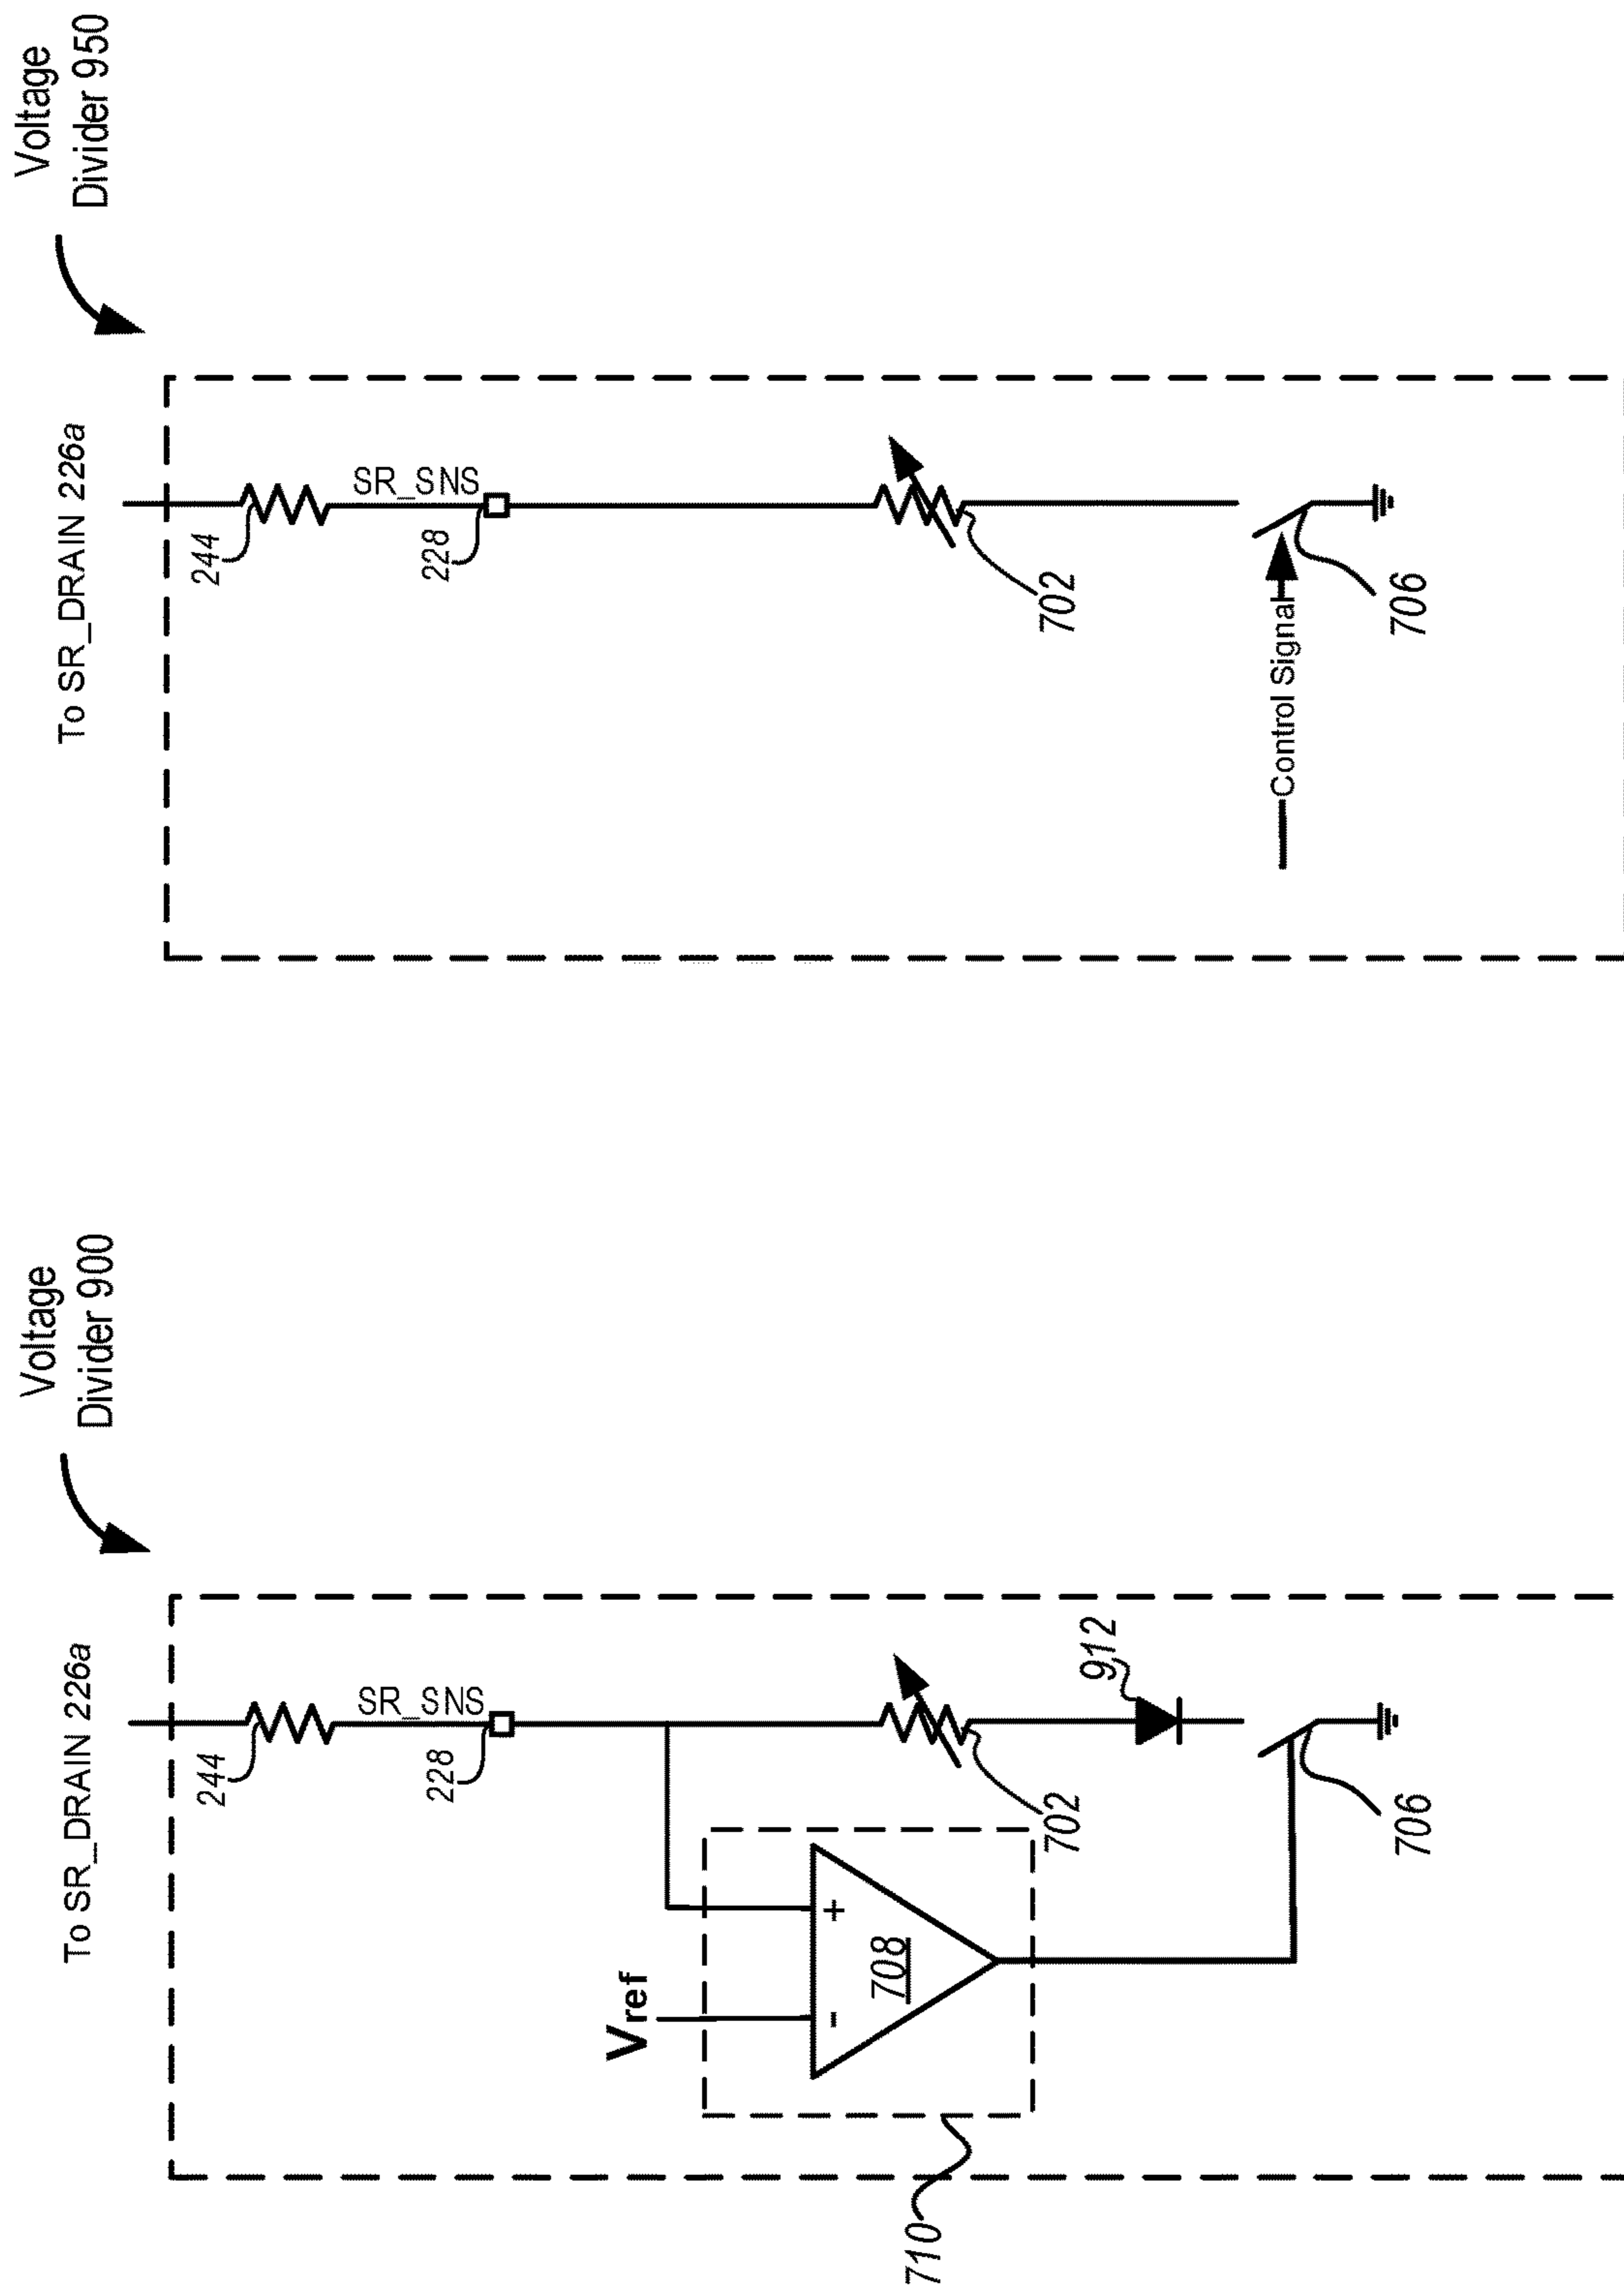 Voltage
Divider 900
To SR_DRAIN 226a
244
SR_SNS
228
Vref
-
+
708
710
702
912
706
Voltage
Divider 950
To SR_DRAIN 226a
244
SR_SNS
228
702
Control Signal
706